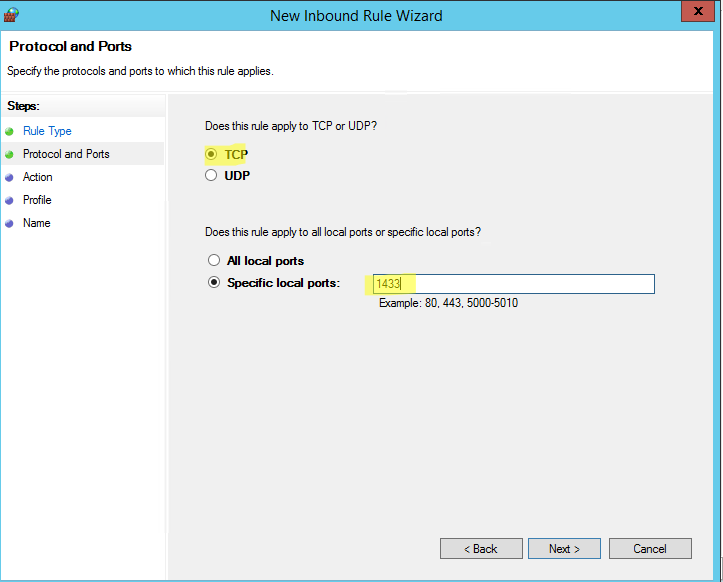 New Inbound Rule Wizard
x
Protocol and Ports
Specify the protocols and ports to which this rule applies.
Steps:
Rule Type
Protocol and Ports
Action
Profile
Name
Does this rule apply to TCP or UDP?
TCP
UDP
Does this rule apply to all local ports or specific local ports?
All local ports
Specific local ports:
1433
Example: 80, 443, 5000-5010
< Back
Next >
Cancel